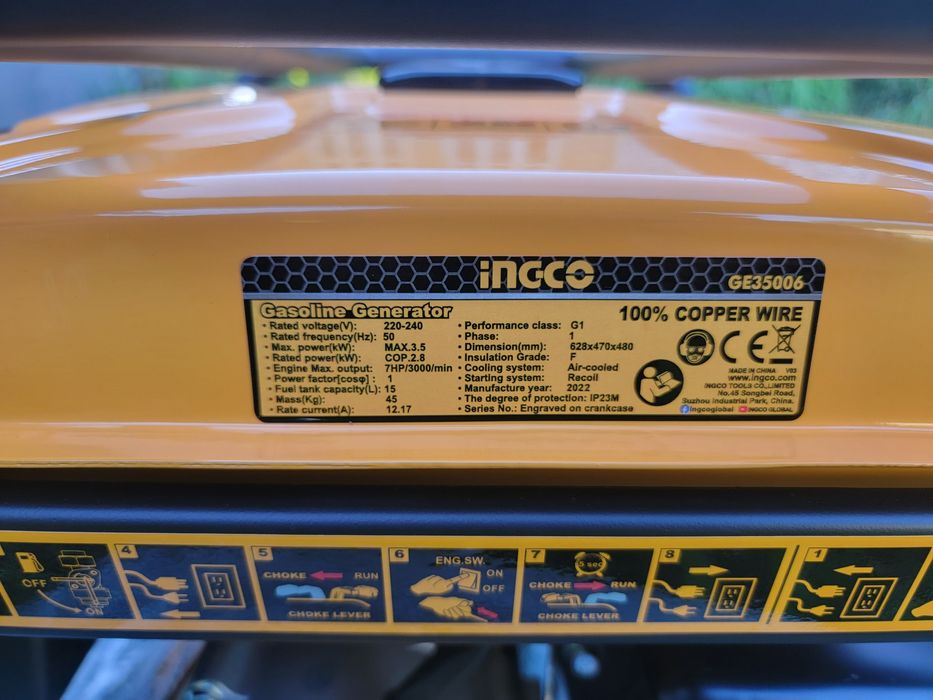 iNGCO
GE35006
Gasoline Generator
100% COPPER WIRE
• Rated voltage(V): 220-240
• Rated frequency(Hz): 50
• Max. power(kW): MAX.3.5
• Rated power(kW): COP.2.8
• Engine Max. output: 7HP/3000/min
• Power factor[cosφ] : 1
• Fuel tank capacity(L): 15
• Mass(Kg): 45
• Rate current(A): 12.17
• Performance class: G1
• Phase: 1
• Dimension(mm): 628x470x480
• Insulation Grade: F
• Cooling system: Air-cooled
• Starting system: Recoil
• Manufacture year: 2022
• The degree of protection: IP23M
• Series No.: Engraved on crankcase
CE
MADE IN CHINA V03
www.ingco.com
INGCO TOOLS CO.,LIMITED
No.45 Songbei Road,
Suzhou Industrial Park, China.
ingcoglobal INGCO GLOBAL
OFF
ON
4
5
CHOKE RUN
CHOKE LEVER
6
ENG.SW.
ON
OFF
7
5 sec
CHOKE RUN
CHOKE LEVER
8
1